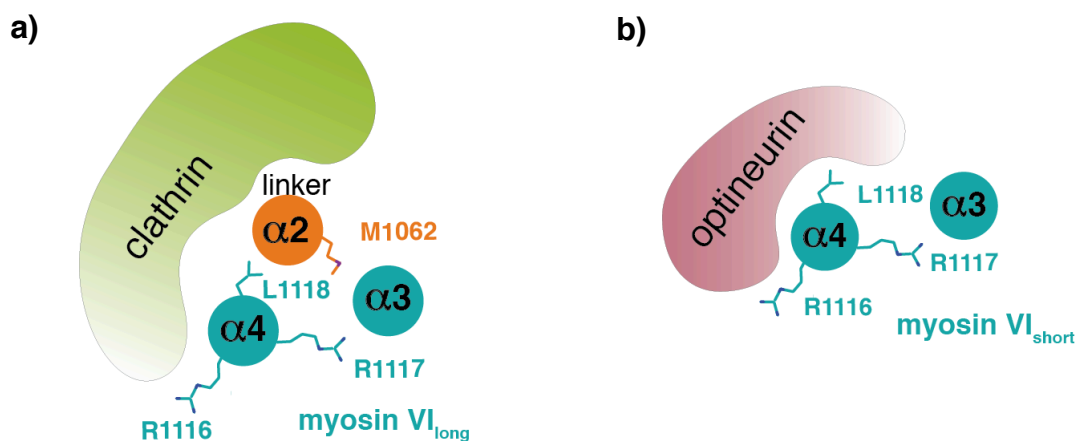 a)
clathrin
linker
α2
M1062
L1118
α3
α4
R1117
R1116
myosin VIlong
b)
optineurin
L1118
α3
α4
R1117
R1116
myosin VIshort